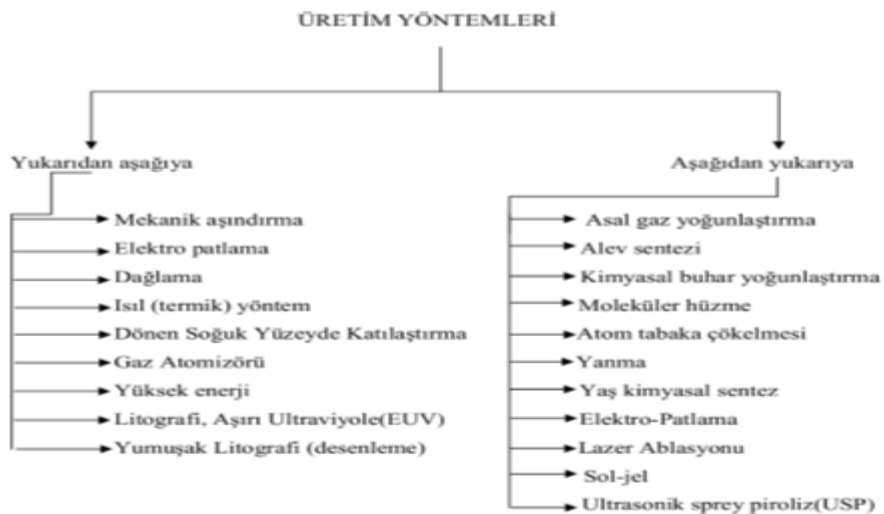 ÜRETİM YÖNTEMLERİ
Yukarıdan aşağıya
Mekanik aşındırma
Elektro patlama
Dağlama
Isıl (termik) yöntem
Dönen Soğuk Yüzeyde Katılaştırma
Gaz Atomizörü
Yüksek enerji
Litografi, Aşırı Ultraviyole(EUV)
Yumuşak Litografi (desenleme)
Aşağıdan yukarıya
Asal gaz yoğunlaştırma
Alev sentezi
Kimyasal buhar yoğunlaştırma
Moleküler hüzme
Atom tabaka çökelmesi
Yanma
Yaş kimyasal sentez
Elektro-Patlama
Lazer Ablasyonu
Sol-jel
Ultrasonik sprey piroliz(USP)